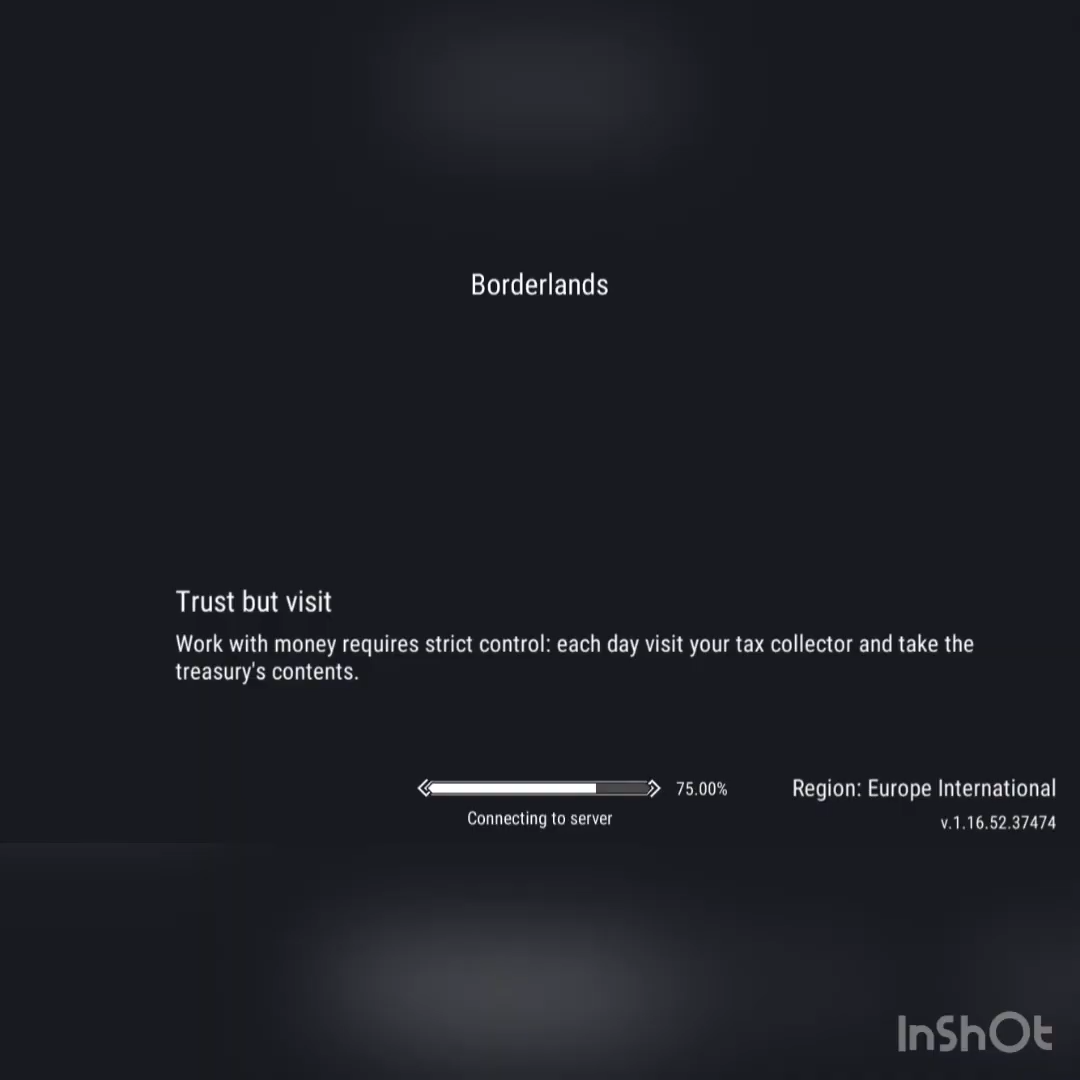 Borderlands
Trust but visit
Work with money requires strict control: each day visit your tax collector and take the
treasury's contents.
75.00%
Connecting to server
Region: Europe International
v.1.16.52.37474
InShOt